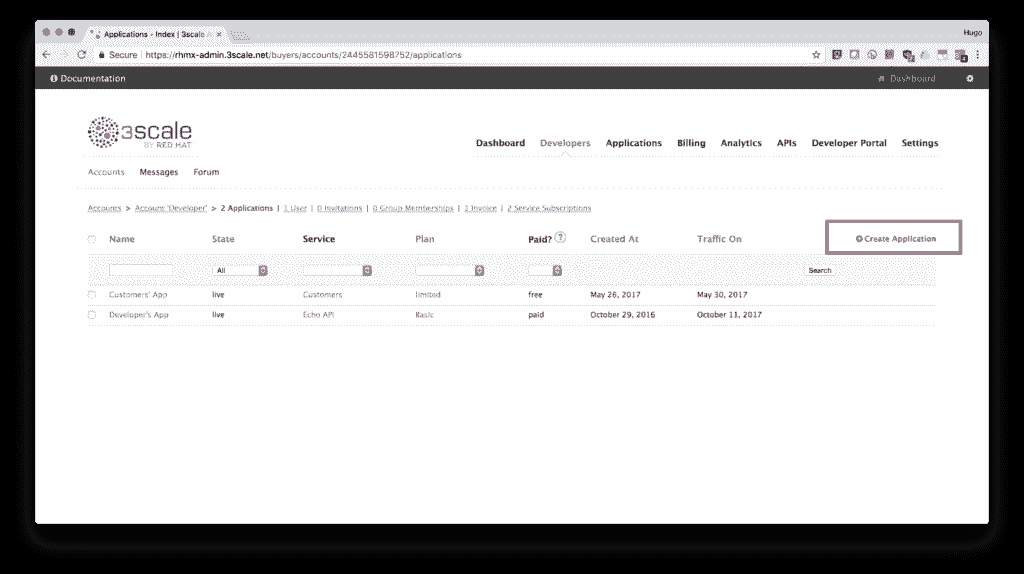 Applications - Index | 3scale
Hugo
Secure | https://rhmx-admin.3scale.net/buyers/accounts/2445581598752/applications
Documentation
Dashboard
3scale
BY RED HAT
Dashboard Developers Applications Billing Analytics APIs Developer Portal Settings
Accounts Messages Forum
Accounts > Account 'Developer' > 2 Applications | 1 User | 0 Invitations | 0 Group Memberships | 1 Invoice | 2 Service Subscriptions
Name State Service Plan Paid? ? Created At Traffic On Create Application
All Search
Customers' App live Customers limited free May 26, 2017 May 30, 2017
Developer's App live Echo API Basic paid October 29, 2016 October 11, 2017